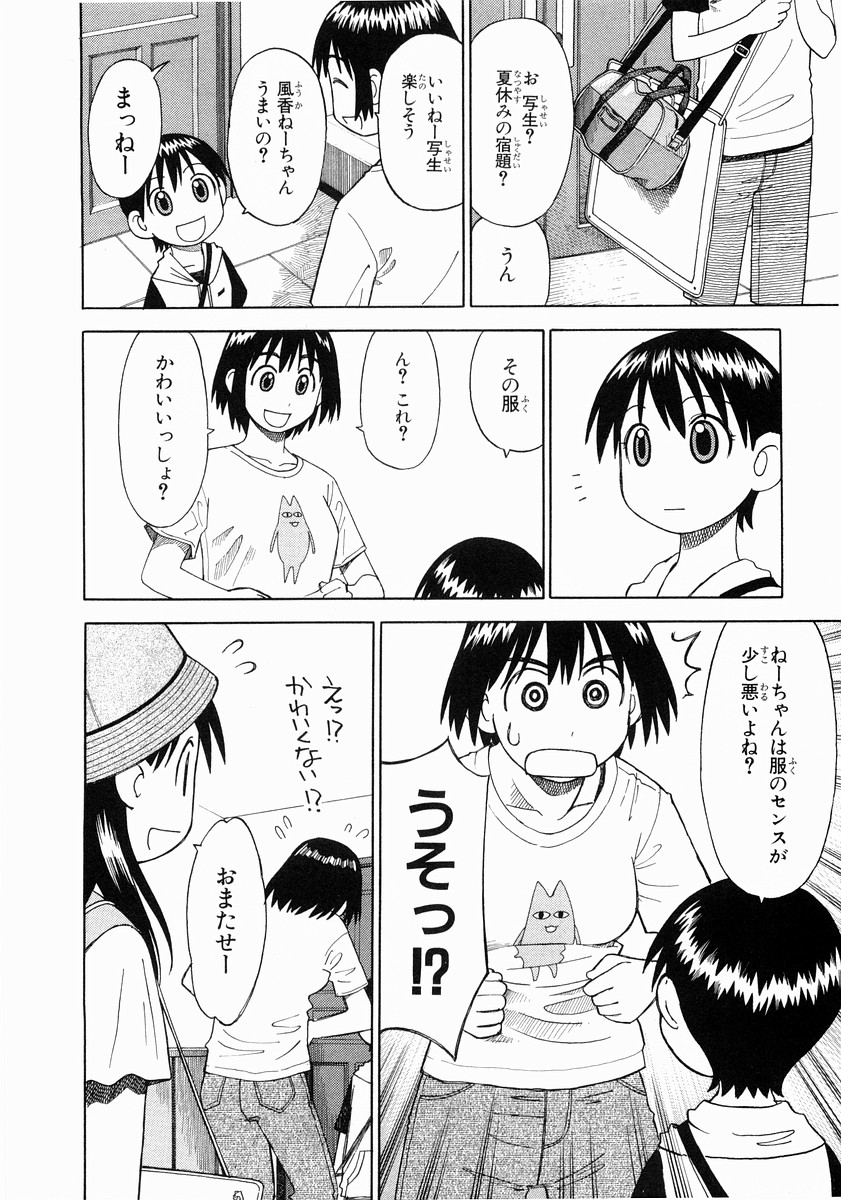 お 写生?
夏休みの宿題?
うん
いいねー写生
楽しそう
風香ねーちゃん
うまいの?
まっねー
その服
ん? これ?
かわいいっしょ?
ねーちゃんは服のセンスが
少し悪いよね?
うそっ!?
えっ!?
かわいくない!?
おまたせー